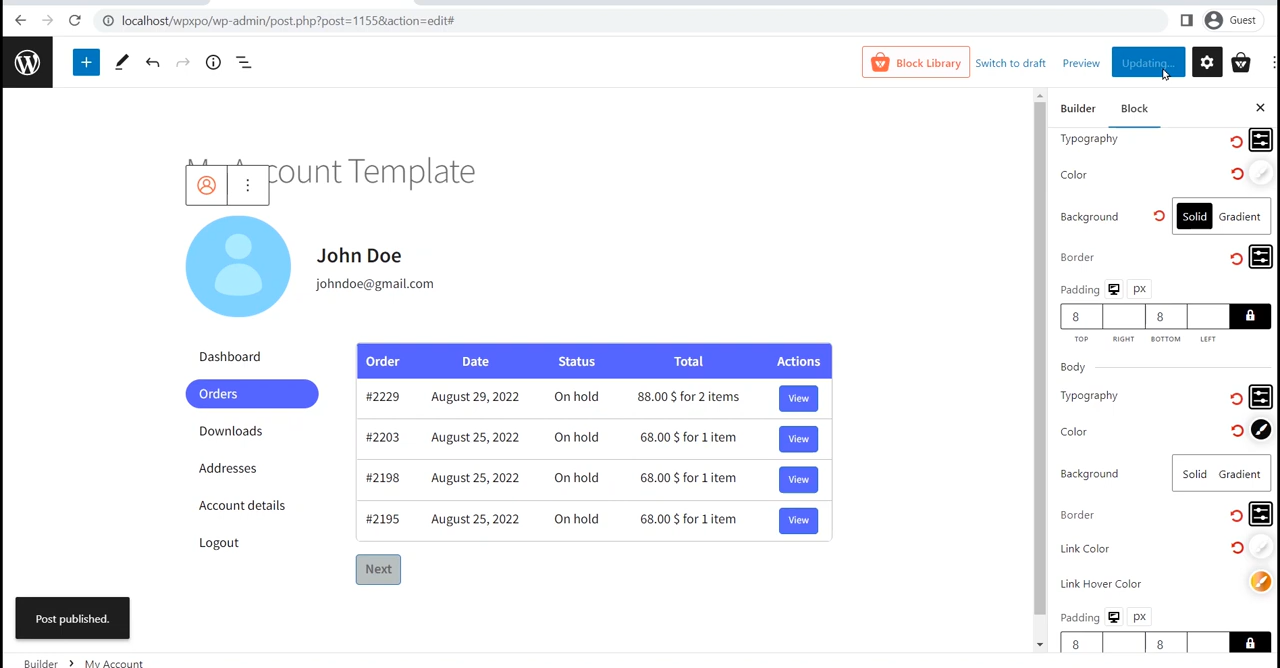 localhost/wpxpo/wp-admin/post.php?post=1155&action=edit#
Guest
Block Library
Switch to draft
Preview
Updating...
Builder
Block
Typography
Color
Background
Solid
Gradient
Border
Padding
px
8
8
TOP
RIGHT
BOTTOM
LEFT
Body
Typography
Color
Background
Solid
Gradient
Border
Link Color
Link Hover Color
Padding
px
8
8
My Account Template
John Doe
johndoe@gmail.com
Dashboard
Orders
Downloads
Addresses
Account details
Logout
Order Date Status Total Actions
#2229 August 29, 2022 On hold 88.00 $ for 2 items View
#2203 August 25, 2022 On hold 68.00 $ for 1 item View
#2198 August 25, 2022 On hold 68.00 $ for 1 item View
#2195 August 25, 2022 On hold 68.00 $ for 1 item View
Next
Post published.
Builder > My Account